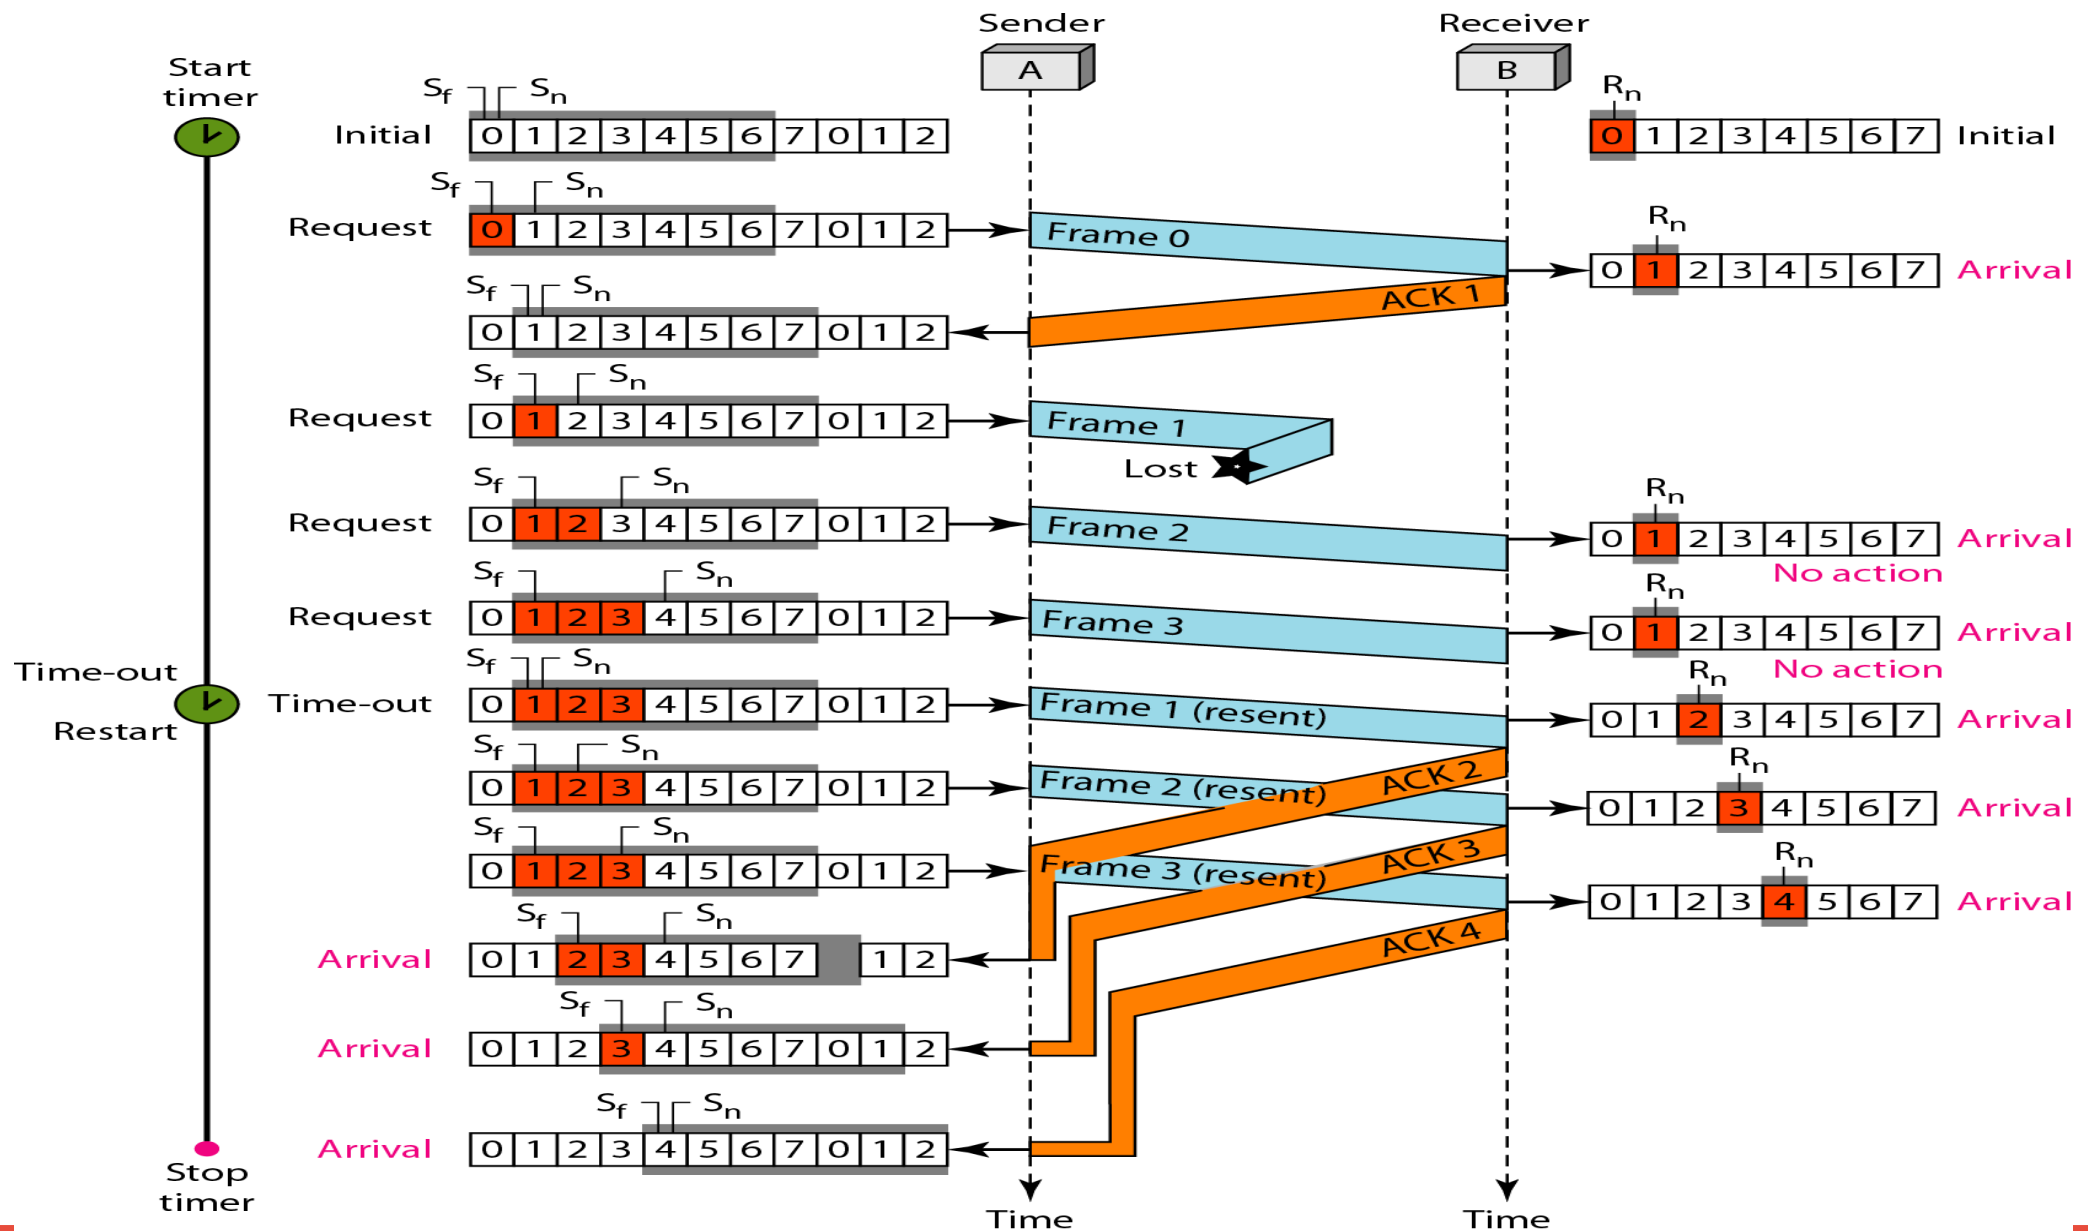 Sender Receiver
A B
Start
timer
Sf Sn Rn
Initial 0 1 2 3 4 5 6 7 0 1 2 0 1 2 3 4 5 6 7 Initial
Sf Sn
Request 0 1 2 3 4 5 6 7 0 1 2 Frame 0
Rn
0 1 2 3 4 5 6 7 Arrival
Sf Sn ACK 1
0 1 2 3 4 5 6 7 0 1 2
Sf Sn
Request 0 1 2 3 4 5 6 7 0 1 2 Frame 1
Lost
Sf Sn Rn
Request 0 1 2 3 4 5 6 7 0 1 2 Frame 2 0 1 2 3 4 5 6 7 Arrival
No action
Sf Sn Rn
Request 0 1 2 3 4 5 6 7 0 1 2 Frame 3 0 1 2 3 4 5 6 7 Arrival
No action
Time-out
Restart
Sf Sn Rn
Time-out 0 1 2 3 4 5 6 7 0 1 2 Frame 1 (resent) 0 1 2 3 4 5 6 7 Arrival
Sf Sn ACK 2 Rn
0 1 2 3 4 5 6 7 0 1 2 Frame 2 (resent) 0 1 2 3 4 5 6 7 Arrival
Sf Sn ACK 3 Rn
0 1 2 3 4 5 6 7 0 1 2 Frame 3 (resent) 0 1 2 3 4 5 6 7 Arrival
Sf Sn ACK 4
Arrival 0 1 2 3 4 5 6 7 1 2
Sf Sn
Arrival 0 1 2 3 4 5 6 7 0 1 2
Sf Sn
Arrival 0 1 2 3 4 5 6 7 0 1 2
Stop
timer
Time Time